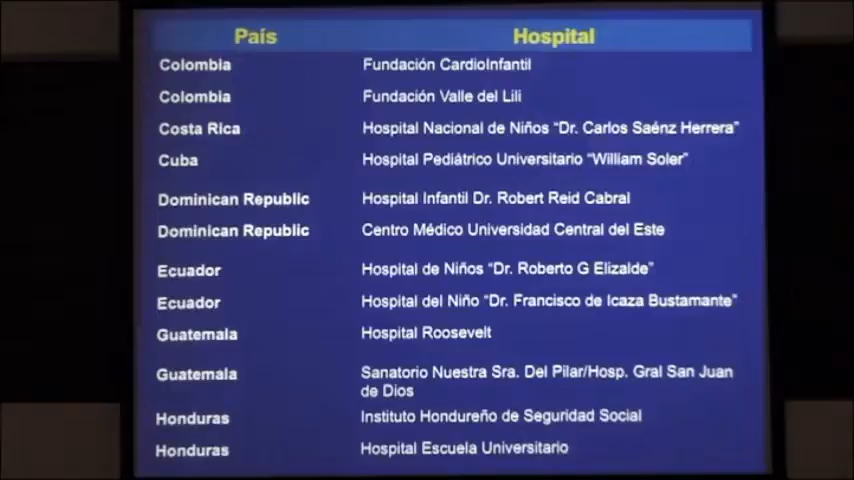 País Hospital
Colombia Fundación CardioInfantil
Colombia Fundación Valle del Lili
Costa Rica Hospital Nacional de Niños “Dr. Carlos Saénz Herrera”
Cuba Hospital Pediátrico Universitario “William Soler”
Dominican Republic Hospital Infantil Dr. Robert Reid Cabral
Dominican Republic Centro Médico Universidad Central del Este
Ecuador Hospital de Niños “Dr. Roberto G Elizalde”
Ecuador Hospital del Niño “Dr. Francisco de Icaza Bustamante”
Guatemala Hospital Roosevelt
Guatemala Sanatorio Nuestra Sra. Del Pilar/Hosp. Gral San Juan
de Dios
Honduras Instituto Hondureño de Seguridad Social
Honduras Hospital Escuela Universitario